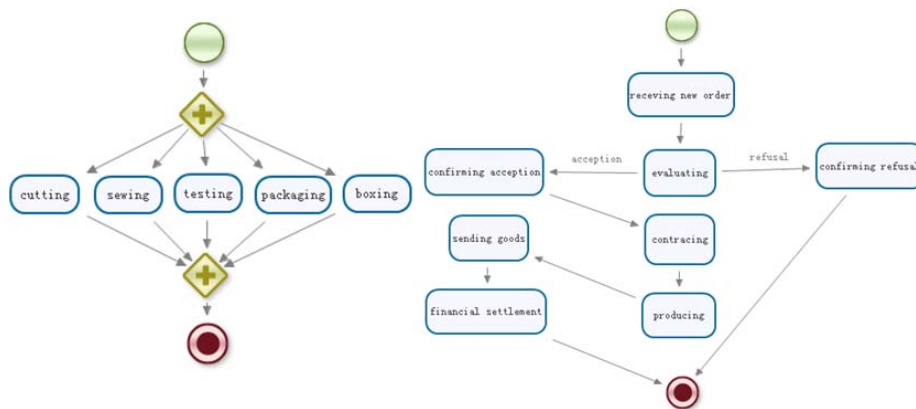 receving new order
acception
refusal
confirming acception
evaluating
confirming refusal
cutting
sewing
testing
packaging
boxing
sending goods
contracing
financial settlement
producing